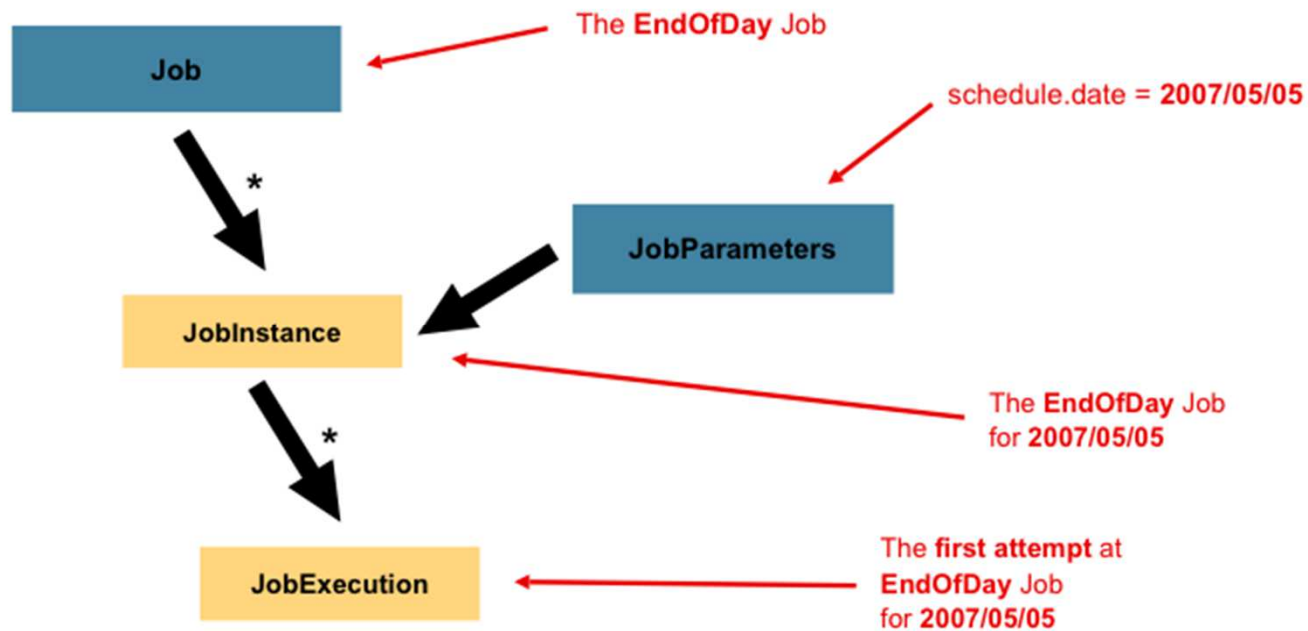 The EndOfDay Job
Job
schedule.date = 2007/05/05
*
JobParameters
JobInstance
The EndOfDay Job
for 2007/05/05
*
The first attempt at
EndOfDay Job
for 2007/05/05
JobExecution